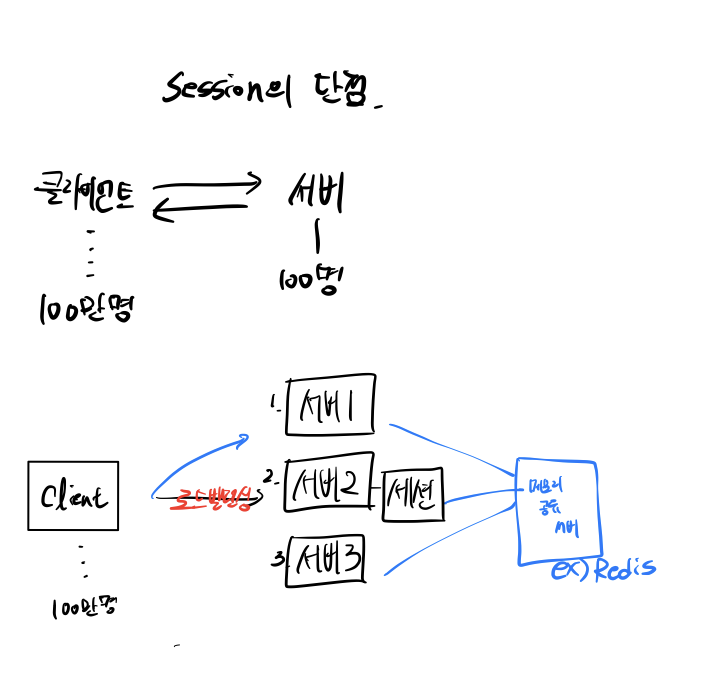 Session의 단점
클라이언트
서버
100명
100만명
1. 서버1
Client
로드밸런싱
2. 서버2
세션
3. 서버3
메모리
공유
서버
ex) Redis
100만명